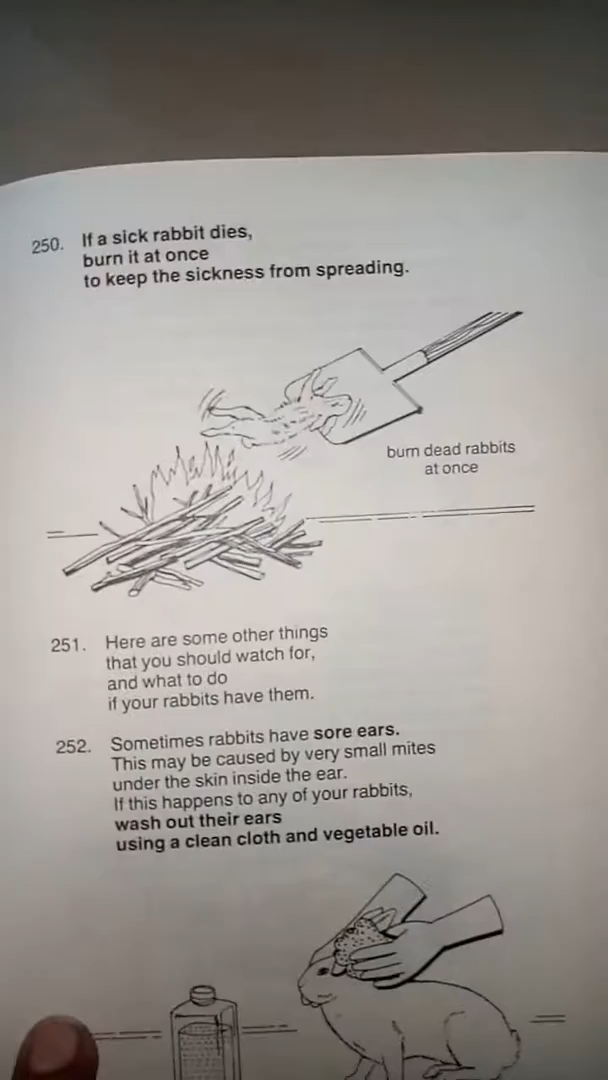 250. If a sick rabbit dies,
burn it at once
to keep the sickness from spreading.
burn dead rabbits
at once
251. Here are some other things
that you should watch for,
and what to do
if your rabbits have them.
252. Sometimes rabbits have sore ears.
This may be caused by very small mites
under the skin inside the ear.
If this happens to any of your rabbits,
wash out their ears
using a clean cloth and vegetable oil.